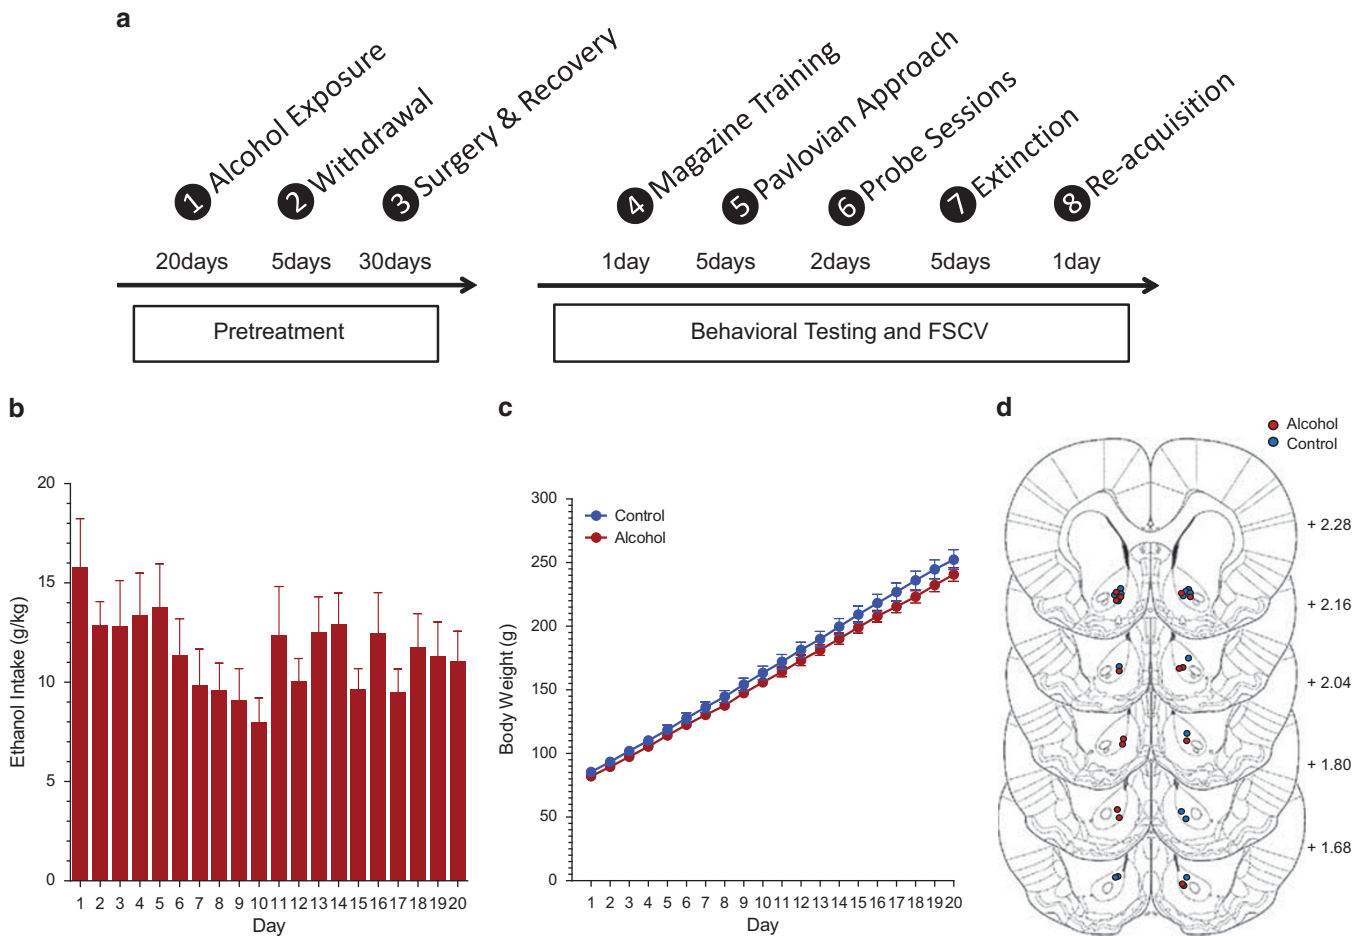 a
1 Alcohol Exposure
2 Withdrawal
3 Surgery & Recovery
4 Magazine Training
5 Pavlovian Approach
6 Probe Sessions
7 Extinction
8 Re-acquisition
20days 5days 30days
1day 5days 2days 5days 1day
Pretreatment
Behavioral Testing and FSCV
b
Ethanol Intake (g/kg)
20
15
10
5
0
1 2 3 4 5 6 7 8 9 10 11 12 13 14 15 16 17 18 19 20
Day
c
Body Weight (g)
300
250
200
150
100
50
0
Control
Alcohol
1 2 3 4 5 6 7 8 9 10 11 12 13 14 15 16 17 18 19 20
Day
d
Alcohol
Control
+ 2.28
+ 2.16
+ 2.04
+ 1.80
+ 1.68